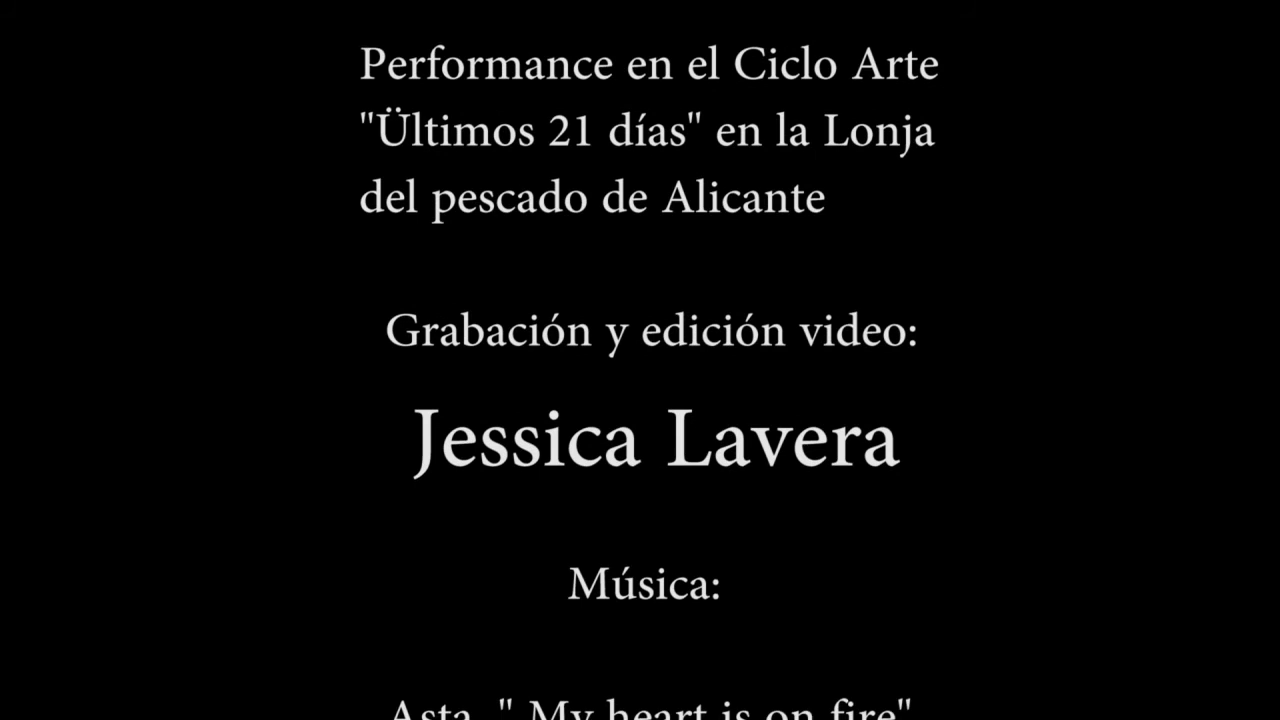 Performance en el Ciclo Arte
"Ültimos 21 días" en la Lonja
del pescado de Alicante
Grabación y edición video:
Jessica Lavera
Música:
Asta " My heart is on fire"